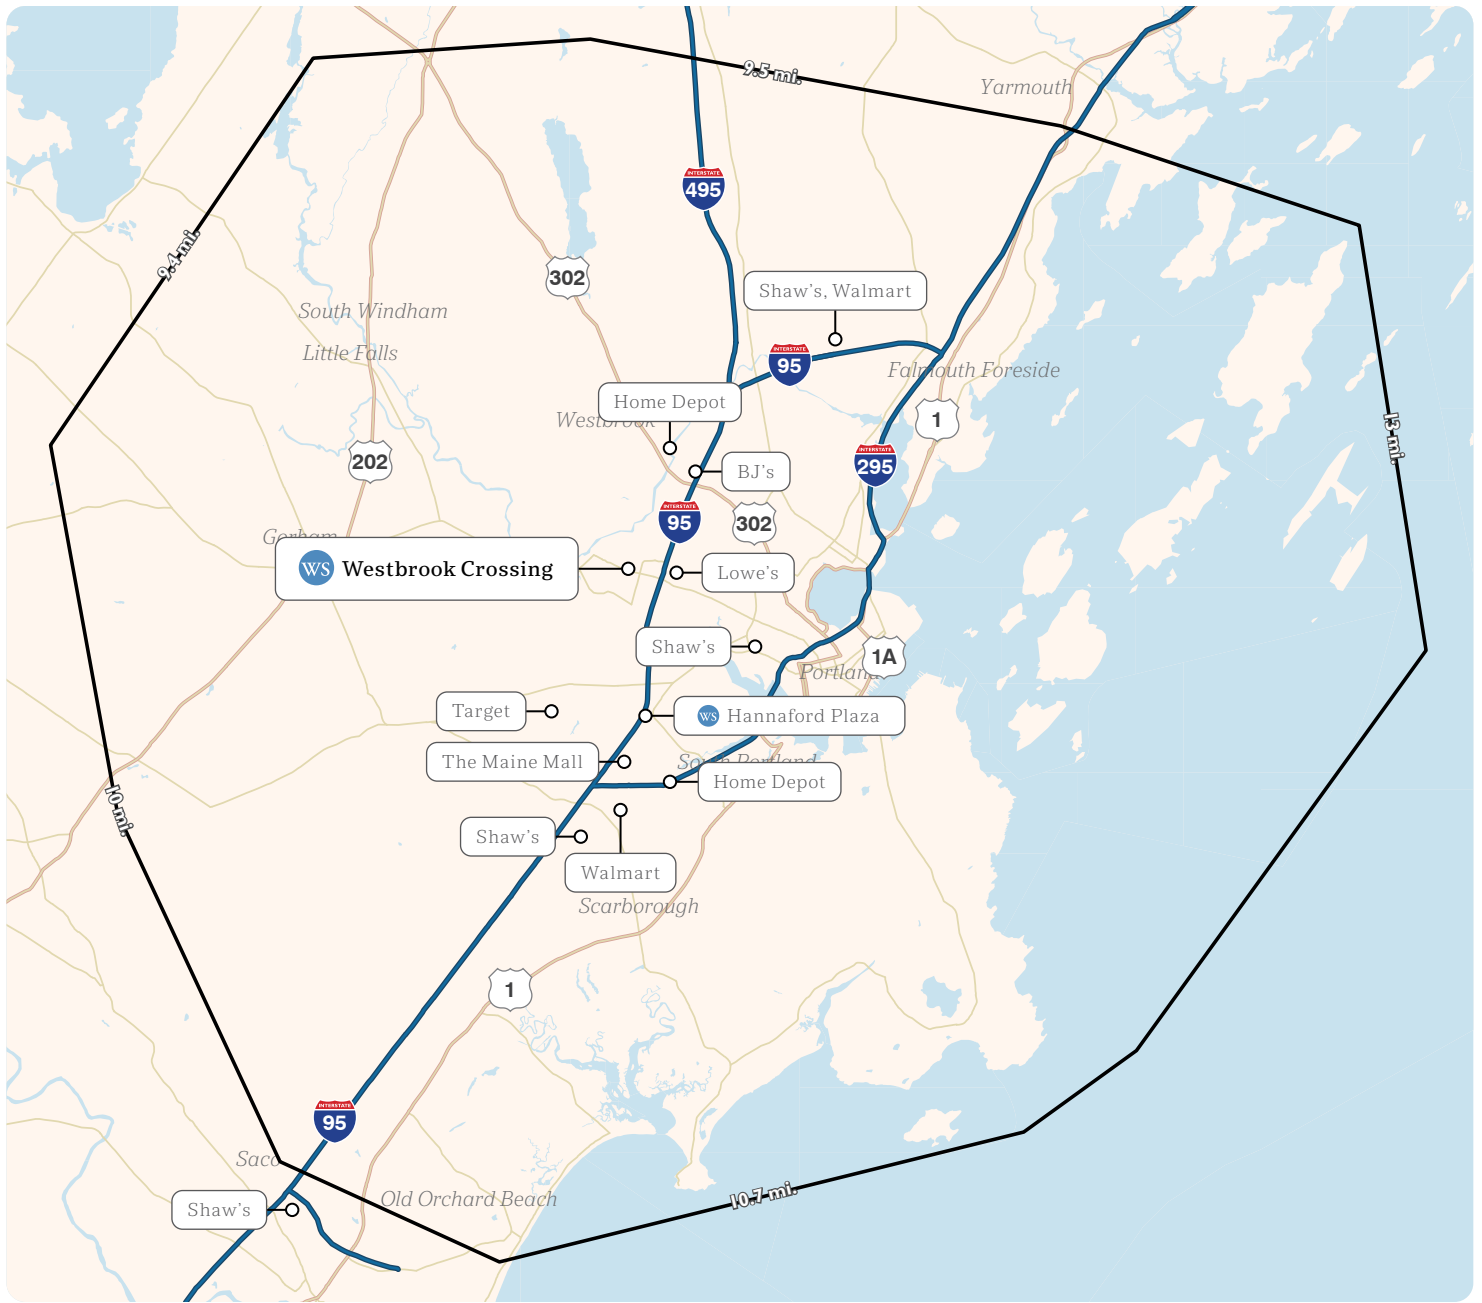 9.5 mi.
Yarmouth
INTERSTATE
495
9.4 mi.
302
Shaw's, Walmart
South Windham
INTERSTATE
95
Little Falls
Falmouth Foreside
Home Depot
Westbrook
1
13 mi.
INTERSTATE
295
202
BJ's
INTERSTATE
95
302
Gorham
WS Westbrook Crossing
Lowe's
Shaw's
1A
Portland
Target
WS Hannaford Plaza
The Maine Mall
South Portland
Home Depot
10 mi.
Shaw's
Walmart
Scarborough
1
INTERSTATE
95
Saco
Old Orchard Beach
10.7 mi.
Shaw's